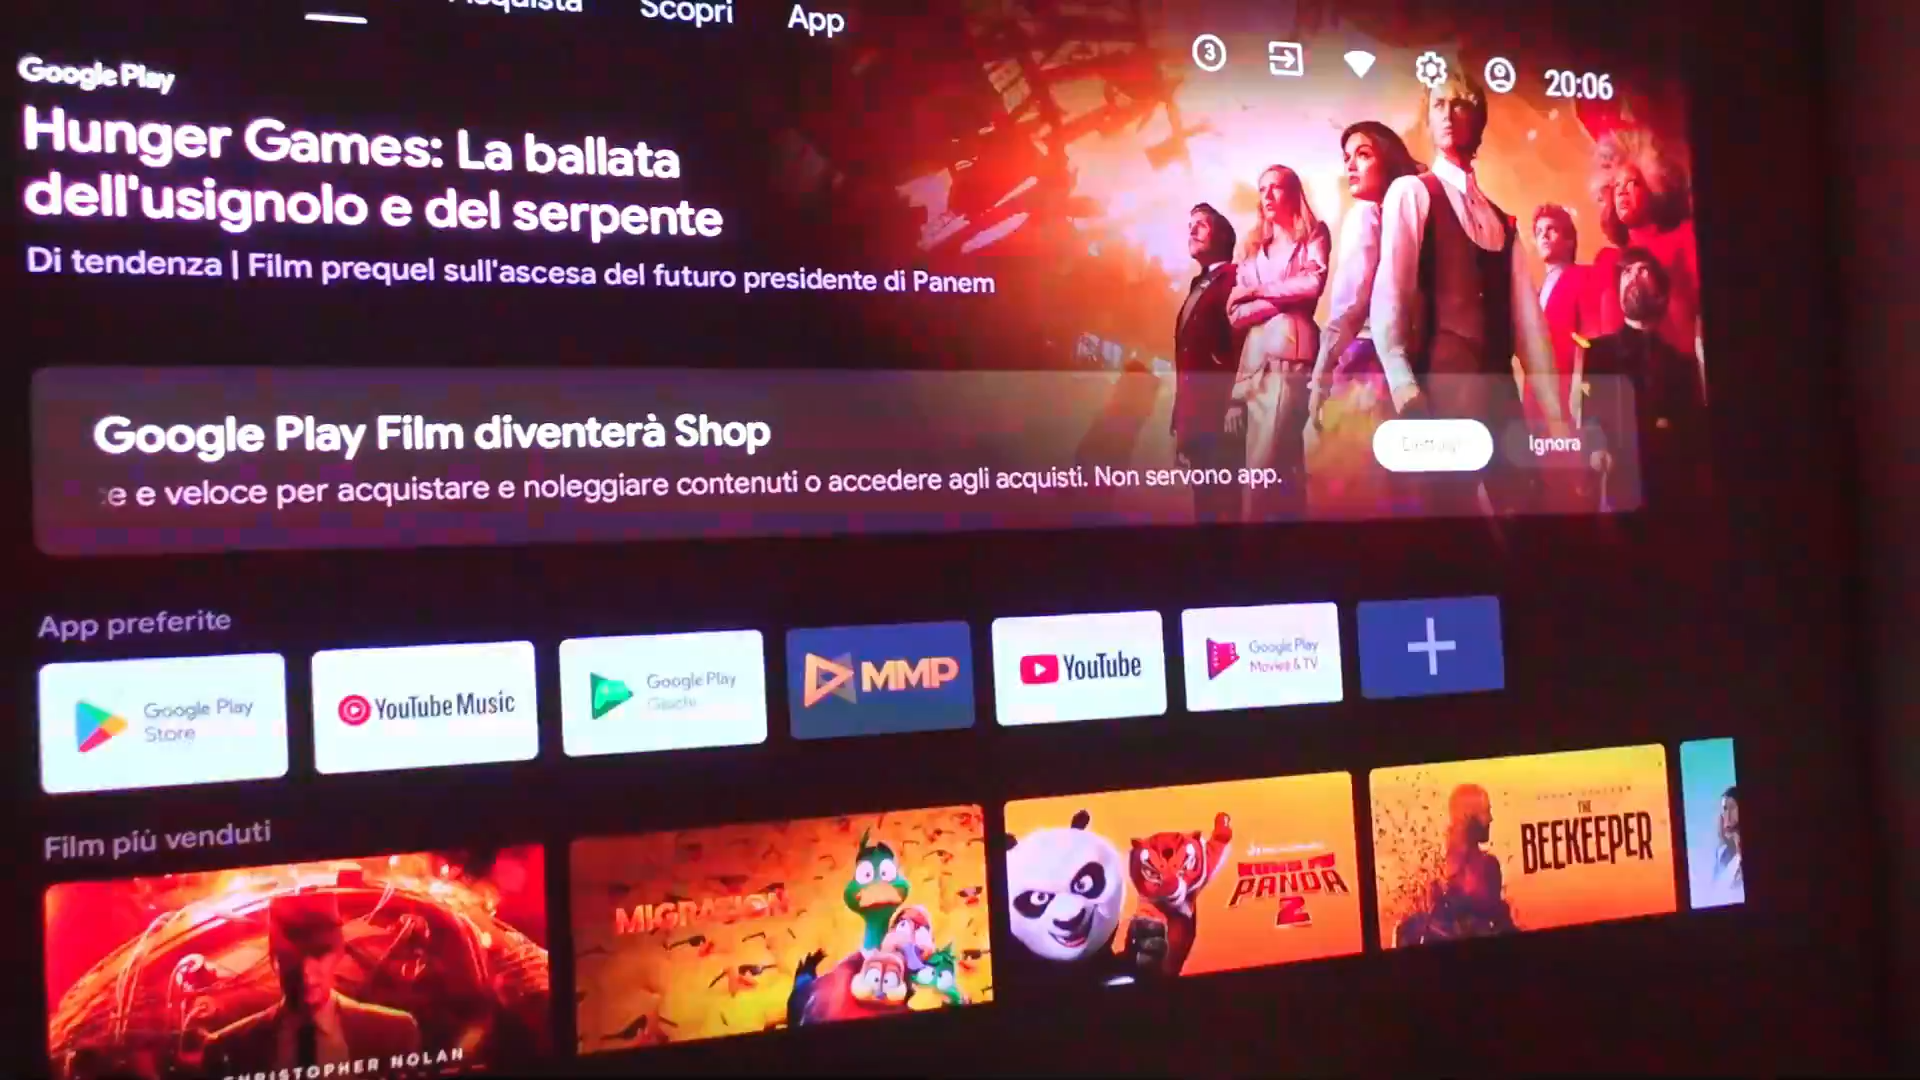 Acquista Scopri App
3
20:06
Google Play
Hunger Games: La ballata
dell'usignolo e del serpente
Di tendenza | Film prequel sull'ascesa del futuro presidente di Panem
Google Play Film diventerà Shop
e e veloce per acquistare e noleggiare contenuti o accedere agli acquisti. Non servono app.
Ignora
App preferite
Google Play
Store
YouTube Music
Google Play
MMP
YouTube
Google Play
Movies & TV
Film più venduti
CHRISTOPHER NOLAN
MIGRATION
KUNG FU
PANDA
2
THE
BEEKEEPER